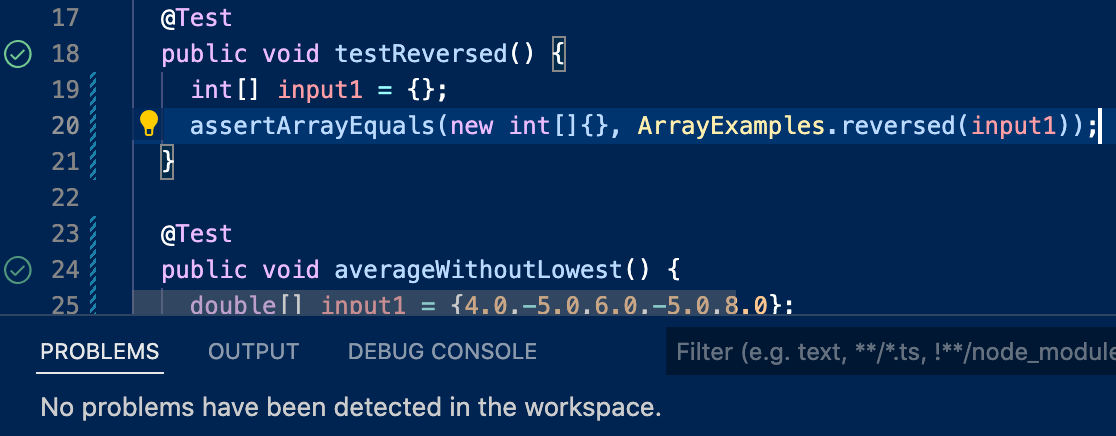 17 @Test
18 public void testReversed() {
19 int[] input1 = {};
20 assertArrayEquals(new int[]{}, ArrayExamples.reversed(input1));
21 }
22
23 @Test
24 public void averageWithoutLowest() {
25 double[] input1 = {4.0,-5.0,6.0,-5.0,8.0};
PROBLEMS OUTPUT DEBUG CONSOLE Filter (e.g. text, **/*.ts, !**/node_module
No problems have been detected in the workspace.